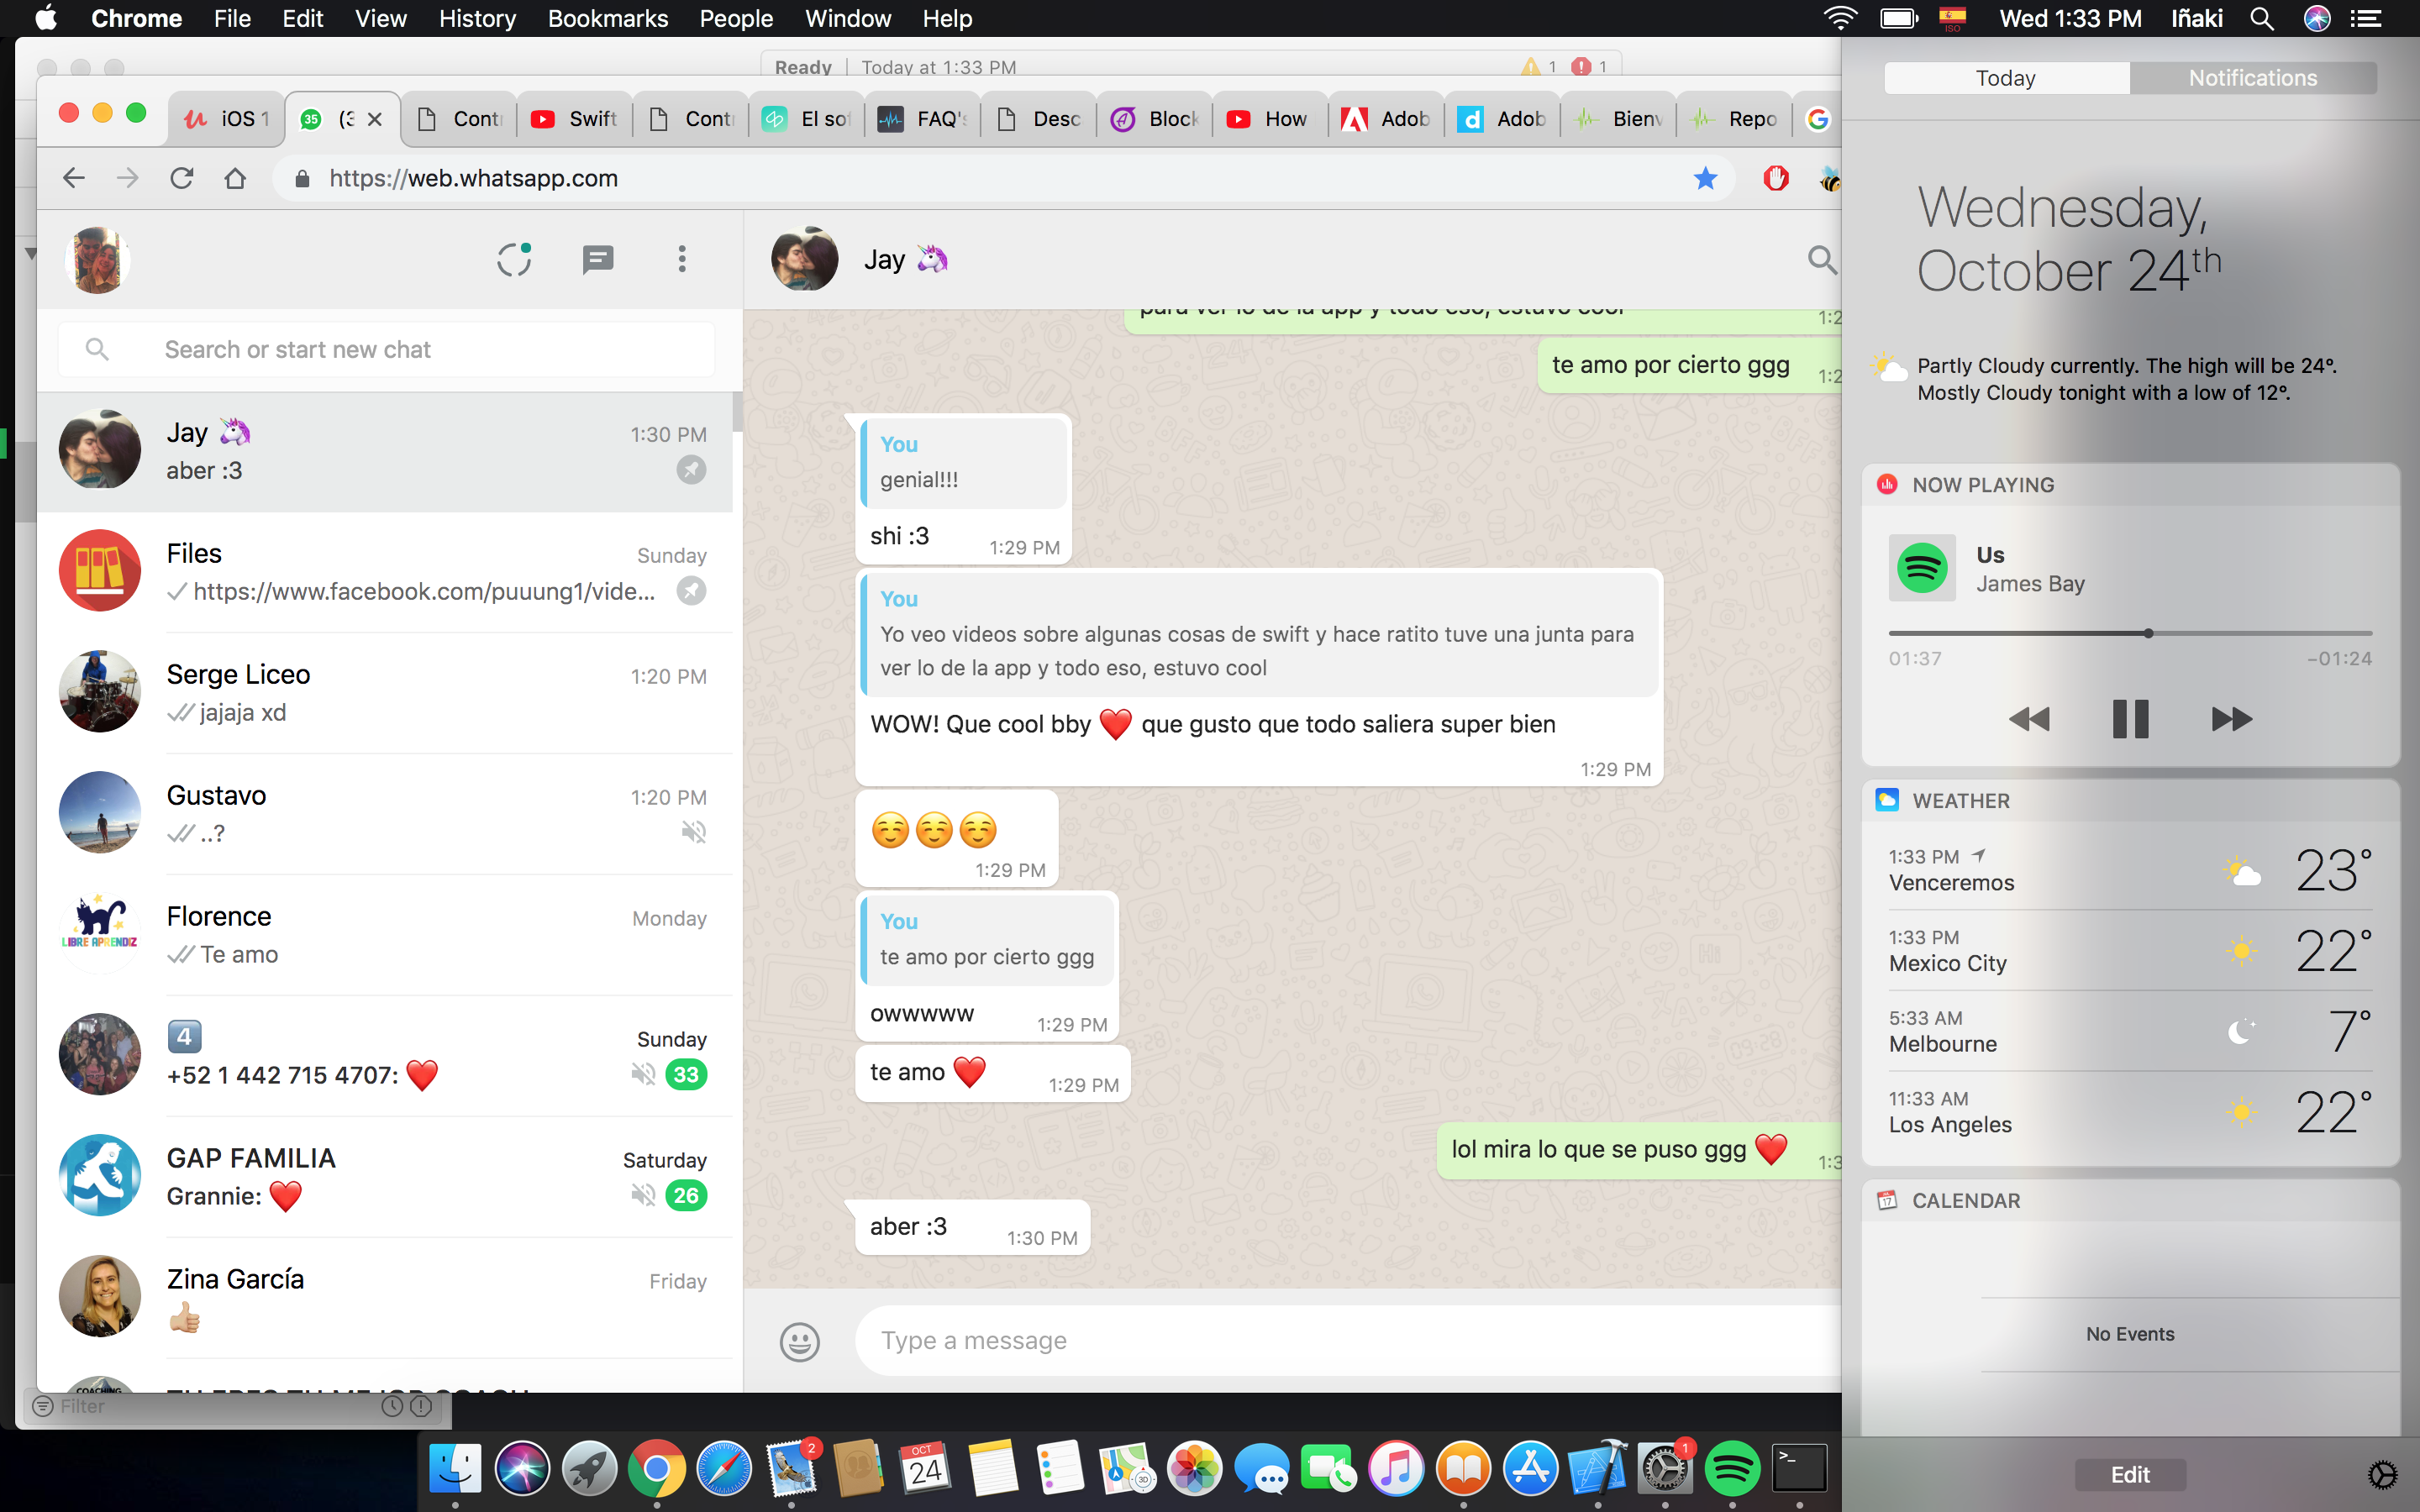 Chrome File Edit View History Bookmarks People Window Help
ISO Wed 1:33 PM Iñaki
Ready | Today at 1:33 PM 1 1
iOS 1 35 (3 Cont Swift Cont El so FAQ's Desc Block How Adob Adob Bienv Repo
https://web.whatsapp.com
Search or start new chat
Jay 🦄 1:30 PM
aber :3
Files Sunday
https://www.facebook.com/puuung1/vide...
Serge Liceo 1:20 PM
jajaja xd
Gustavo 1:20 PM
..?
LIBRE APRENDIZ
Florence Monday
Te amo
4️⃣ Sunday
+52 1 442 715 4707: ❤️ 33
GAP FAMILIA Saturday
Grannie: ❤️ 26
Zina García Friday
👍🏼
COACHING
Filter
Jay 🦄
para ver lo de la app y todo eso, estuvo cool 1:2
te amo por cierto ggg 1:2
You
genial!!!
shi :3 1:29 PM
You
Yo veo videos sobre algunas cosas de swift y hace ratito tuve una junta para
ver lo de la app y todo eso, estuvo cool
WOW! Que cool bby ❤️ que gusto que todo saliera super bien
1:29 PM
☺️☺️☺️
1:29 PM
You
te amo por cierto ggg
owwwww 1:29 PM
te amo ❤️ 1:29 PM
lol mira lo que se puso ggg ❤️ 1:3
aber :3 1:30 PM
Type a message
Today Notifications
Wednesday,
October 24th
Partly Cloudy currently. The high will be 24°.
Mostly Cloudy tonight with a low of 12°.
NOW PLAYING
Us
James Bay
01:37 -01:24
WEATHER
1:33 PM
Venceremos 23°
1:33 PM
Mexico City 22°
5:33 AM
Melbourne 7°
11:33 AM
Los Angeles 22°
17 CALENDAR
No Events
Edit
2 OCT 24 3D 1